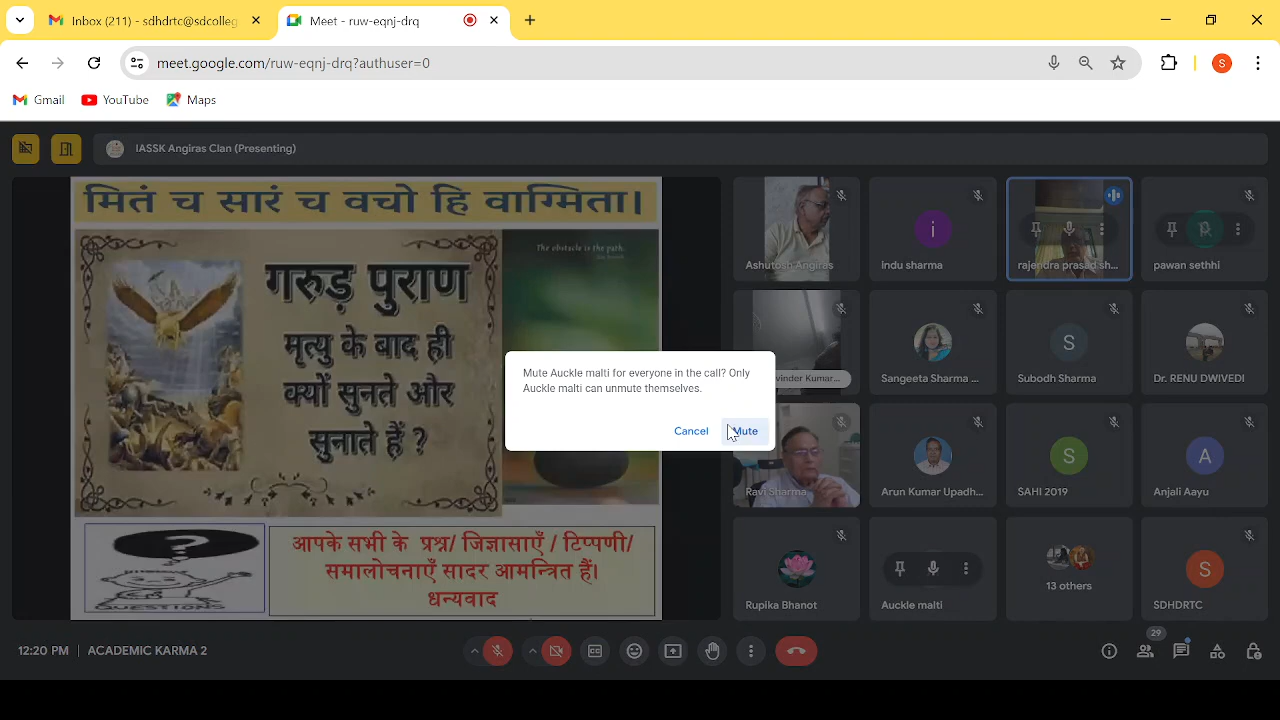 Inbox (211) - sdhdrtc@sdcolleg
Meet - ruw-eqnj-drq
meet.google.com/ruw-eqnj-drq?authuser=0
Gmail
YouTube
Maps
IASSK Angiras Clan (Presenting)
मितं च सारं च वचो हि वाग्मिता।
The obstacle is the path.
गरुड़ पुराण
मृत्यु के बाद ही
क्यों सुनते और
सुनाते हैं ?
?
QUESTIONS
आपके सभी के प्रश्न/ जिज्ञासाएँ / टिप्पणी/
समालोचनाएँ सादर आमन्त्रित हैं।
धन्यवाद
Mute Auckle malti for everyone in the call? Only
Auckle malti can unmute themselves.
Cancel
Mute
Ashutosh Angiras
i
indu sharma
rajendra prasad sh...
pawan sethhi
vinder Kumar...
Sangeeta Sharma ...
S
Subodh Sharma
Dr. RENU DWIVEDI
Ravi Sharma
Arun Kumar Upadh...
S
SAHI 2019
A
Anjali Aayu
Rupika Bhanot
Auckle malti
13 others
S
SDHDRTC
12:20 PM | ACADEMIC KARMA 2
29
S